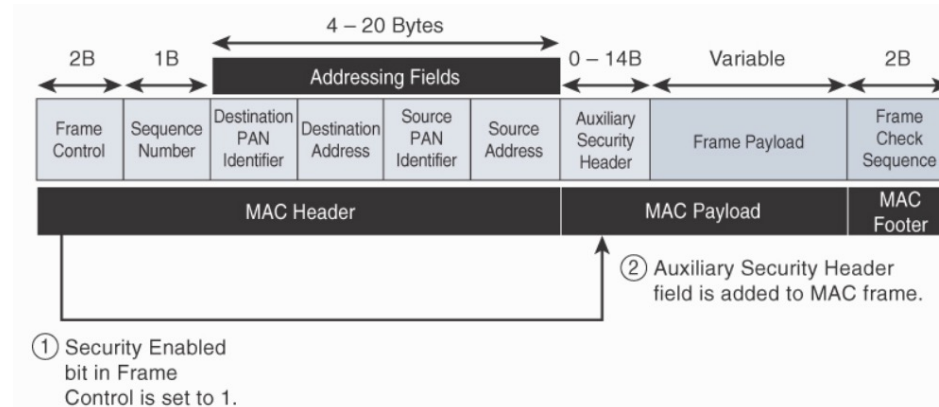 4 – 20 Bytes
2B
1B
0 – 14B
Variable
2B
Addressing Fields
Frame
Control
Sequence
Number
Destination
PAN
Identifier
Destination
Address
Source
PAN
Identifier
Source
Address
Auxiliary
Security
Header
Frame Payload
Frame
Check
Sequence
MAC Header
MAC Payload
MAC
Footer
2 Auxiliary Security Header
field is added to MAC frame.
1 Security Enabled
bit in Frame
Control is set to 1.